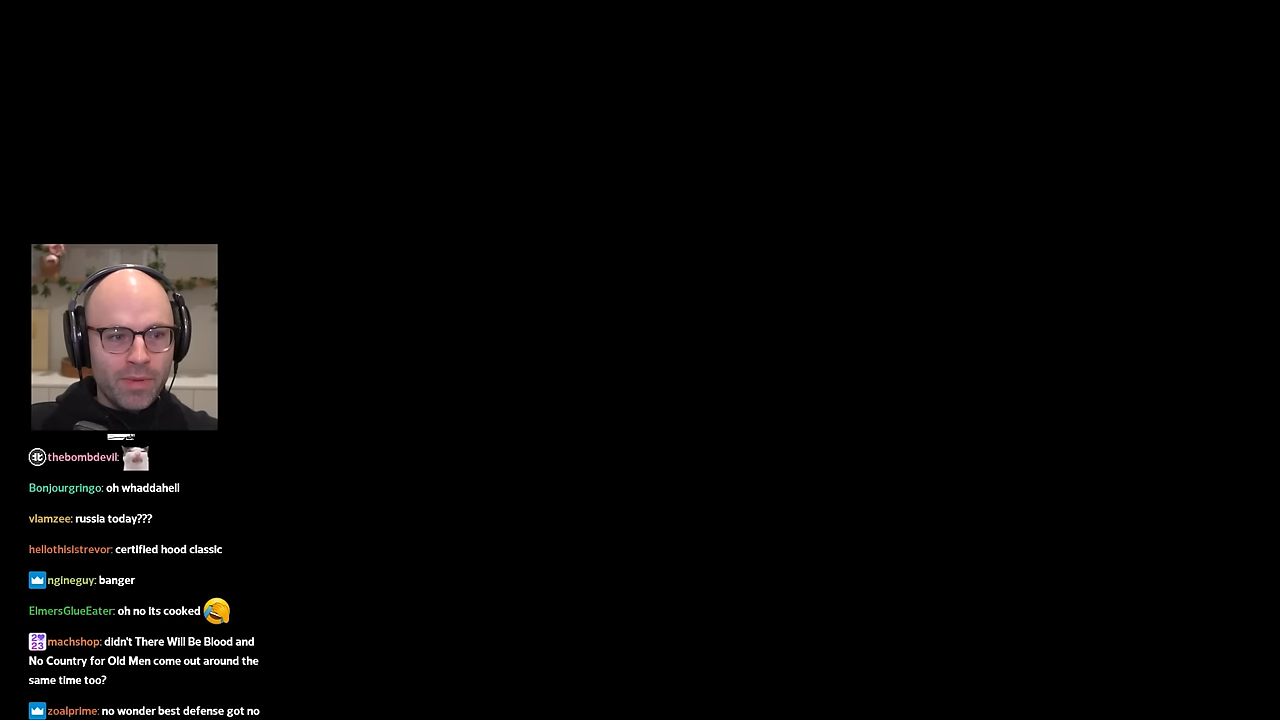 thebombdevil:
Bonjourgringo: oh whaddahell
vlamzee: russia today???
hellothisistrevor: certified hood classic
ngineguy: banger
ElmersGlueEater: oh no its cooked
2 23 machshop: didn't There Will Be Blood and
No Country for Old Men come out around the
same time too?
zoalprime: no wonder best defense got no